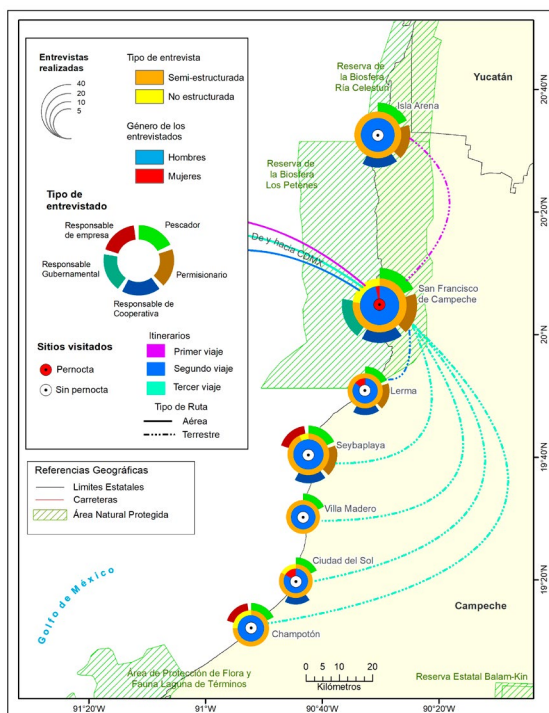 Entrevistas
realizadas
40
20
10
5
Tipo de entrevista
Semi-estructurada
No estructurada
Género de los
entrevistados
Hombres
Mujeres
Tipo de
entrevistado
Responsable
de empresa
Pescador
Responsable
Gubernamental
Permisionario
Responsable de
Cooperativa
Sitios visitados
Pernocta
Sin pernocta
Itinerarios
Primer viaje
Segundo viaje
Tercer viaje
Tipo de Ruta
Aérea
Terrestre
Referencias Geográficas
Limites Estatales
Carreteras
Área Natural Protegida
Reserva de
la Biosfera
Ría Celestun
Yucatán
Isla Arena
Reserva de
la Biosfera
Los Petenes
De y hacia CDMX
San Francisco
de Campeche
Lerma
Seybaplaya
Villa Madero
Ciudad del Sol
Champotón
Golfo de México
Campeche
Área de Protección de Flora y
Fauna Laguna de Términos
0 5 10 20
Kilómetros
Reserva Estatal Balam-Kin
20°40'N
20°20'N
20°N
19°40'N
19°20'N
91°20'W
91°W
90°40'W
90°20'W
90°W